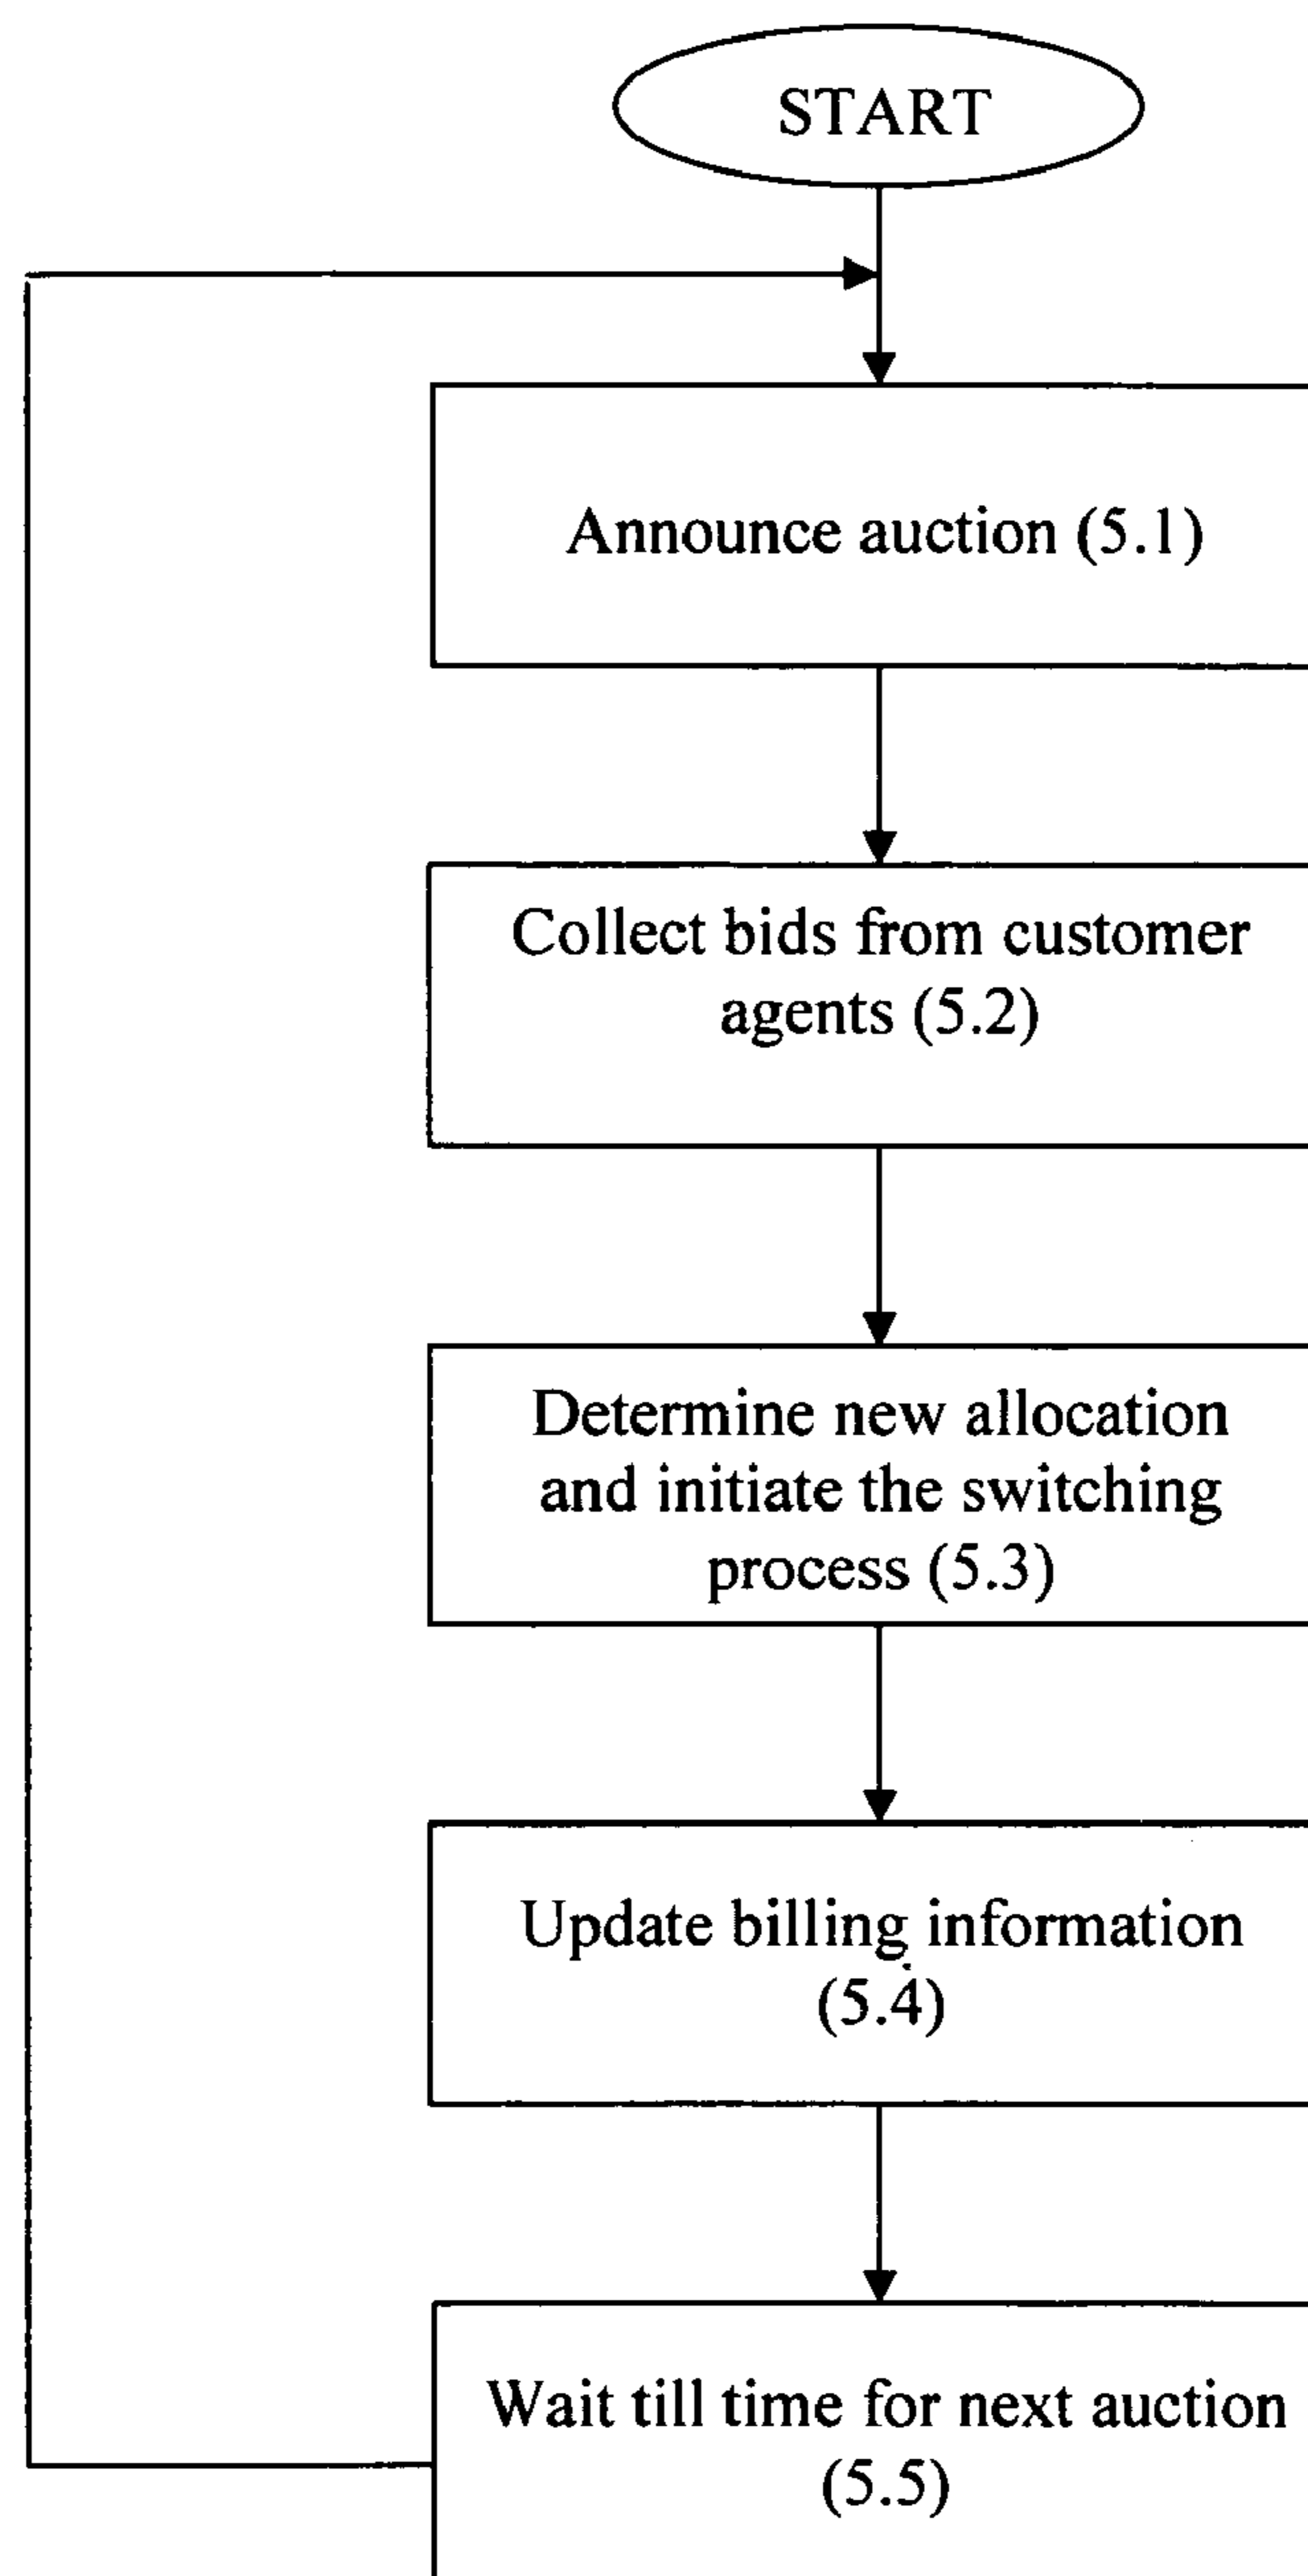 START
Announce auction (5.1)
Collect bids from customer
agents (5.2)
Determine new allocation
and initiate the switching
process (5.3)
Update billing information
(5.4)
Wait till time for next auction
(5.5)